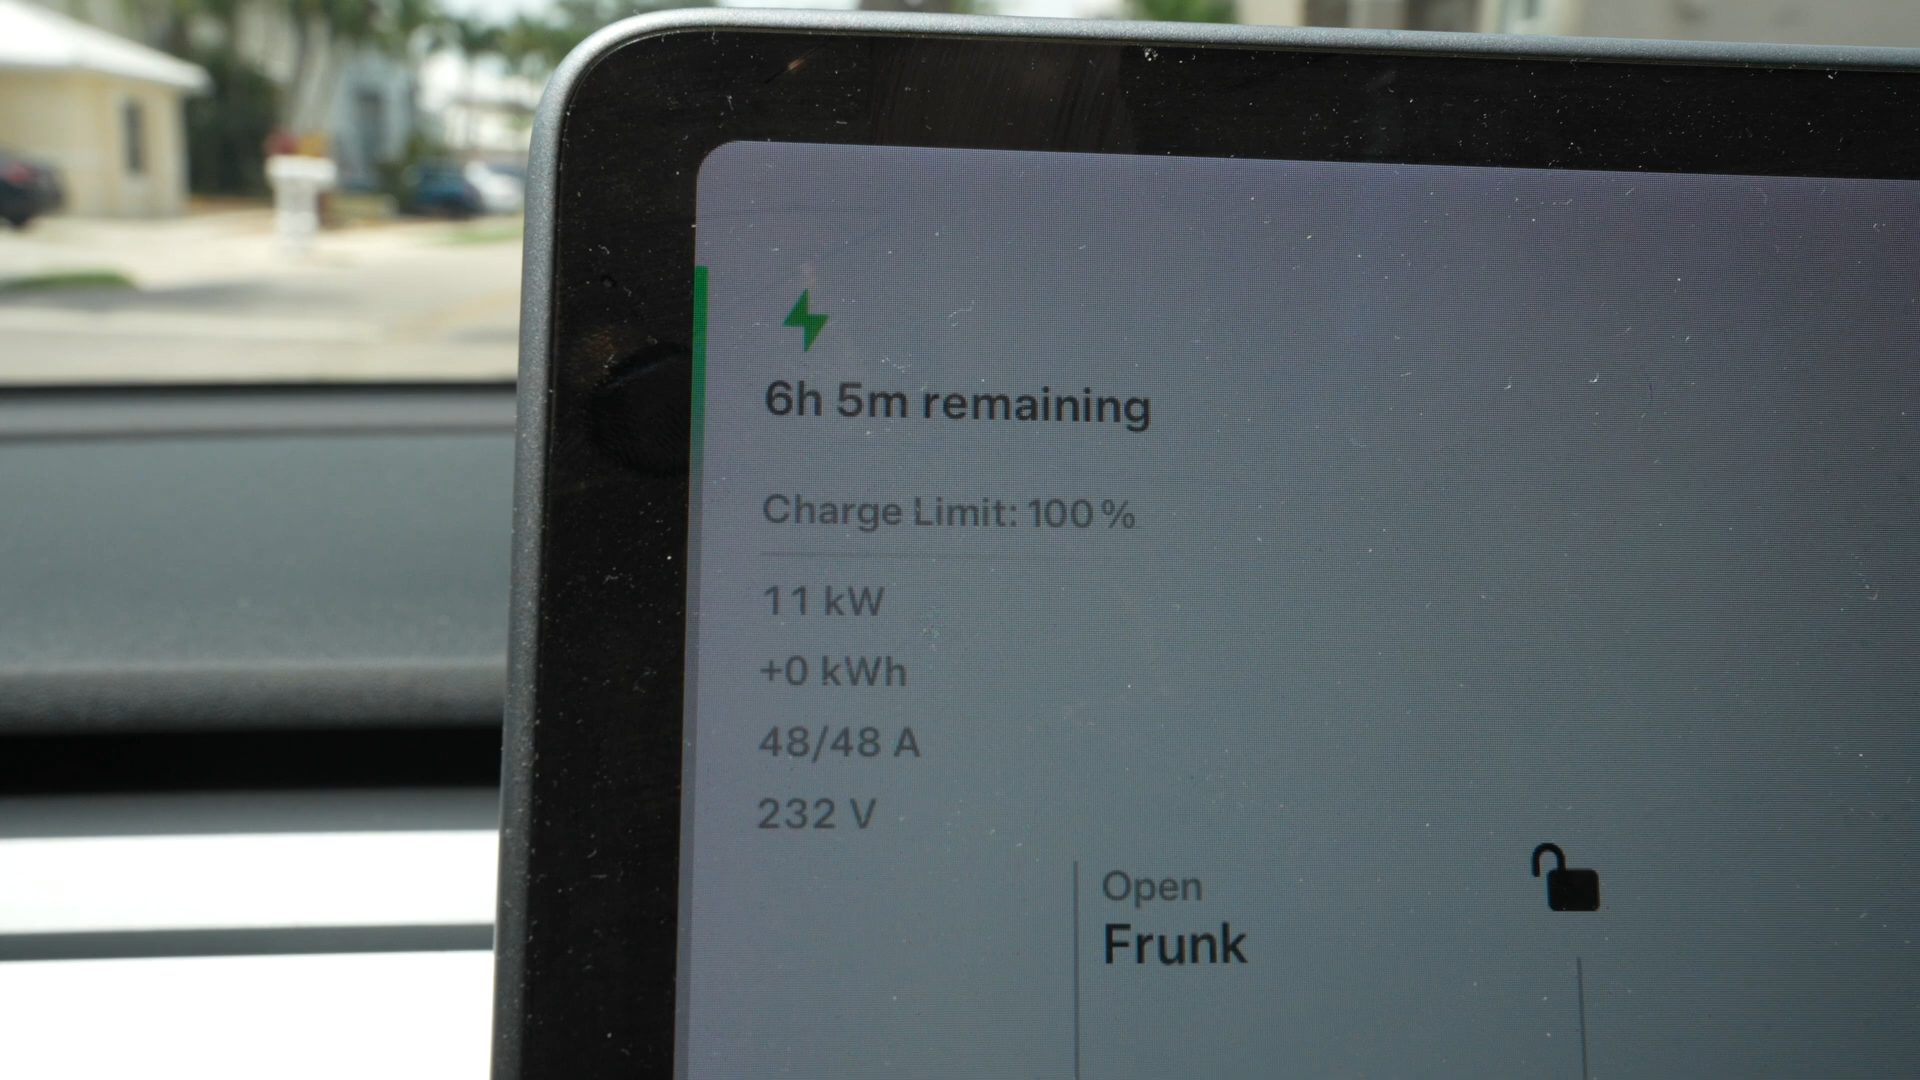 6h 5m remaining
Charge Limit: 100 %
11 kW
+0 kWh
48/48 A
232 V
Open
Frunk